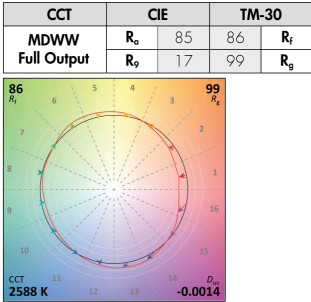 CCT CIE TM-30
MDWW Full Output Ra 85 86 Rf
R9 17 99 Rg
86 99
Rf Rg
5 4
6 3
7 2
8 1
9 16
10 15
11 14
12 13
CCT Duv
2588 K -0.0014